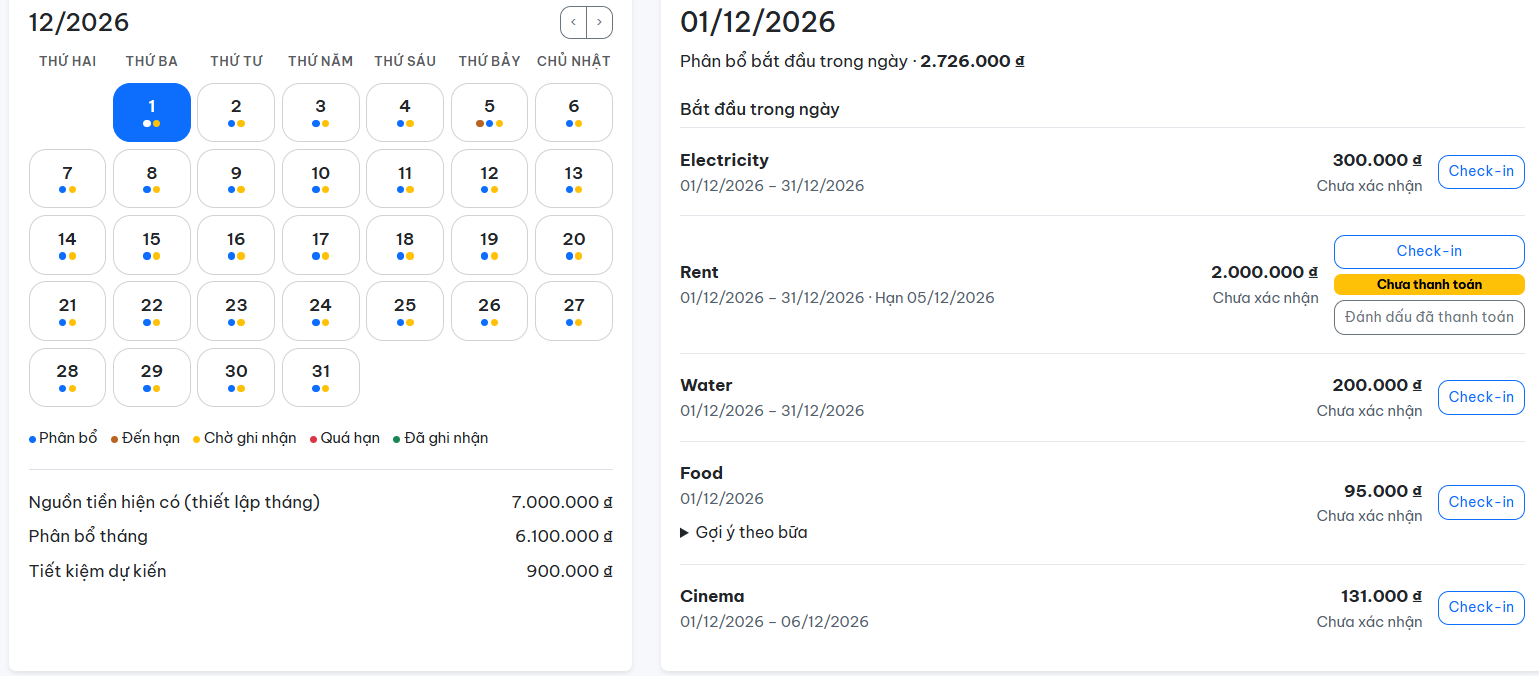 12/2026
‹ ›
THỨ HAI THỨ BA THỨ TƯ THỨ NĂM THỨ SÁU THỨ BẢY CHỦ NHẬT
1 2 3 4 5 6
7 8 9 10 11 12 13
14 15 16 17 18 19 20
21 22 23 24 25 26 27
28 29 30 31
Phân bổ Đến hạn Chờ ghi nhận Quá hạn Đã ghi nhận
Nguồn tiền hiện có (thiết lập tháng) 7.000.000 ₫
Phân bổ tháng 6.100.000 ₫
Tiết kiệm dự kiến 900.000 ₫
01/12/2026
Phân bổ bắt đầu trong ngày · 2.726.000 ₫
Bắt đầu trong ngày
Electricity 300.000 ₫ Check-in
01/12/2026 – 31/12/2026 Chưa xác nhận
Check-in
Rent 2.000.000 ₫ Chưa thanh toán
01/12/2026 – 31/12/2026 · Hạn 05/12/2026 Chưa xác nhận
Đánh dấu đã thanh toán
Water 200.000 ₫ Check-in
01/12/2026 – 31/12/2026 Chưa xác nhận
Food
01/12/2026 95.000 ₫ Check-in
Chưa xác nhận
▶ Gợi ý theo bữa
Cinema 131.000 ₫ Check-in
01/12/2026 – 06/12/2026 Chưa xác nhận